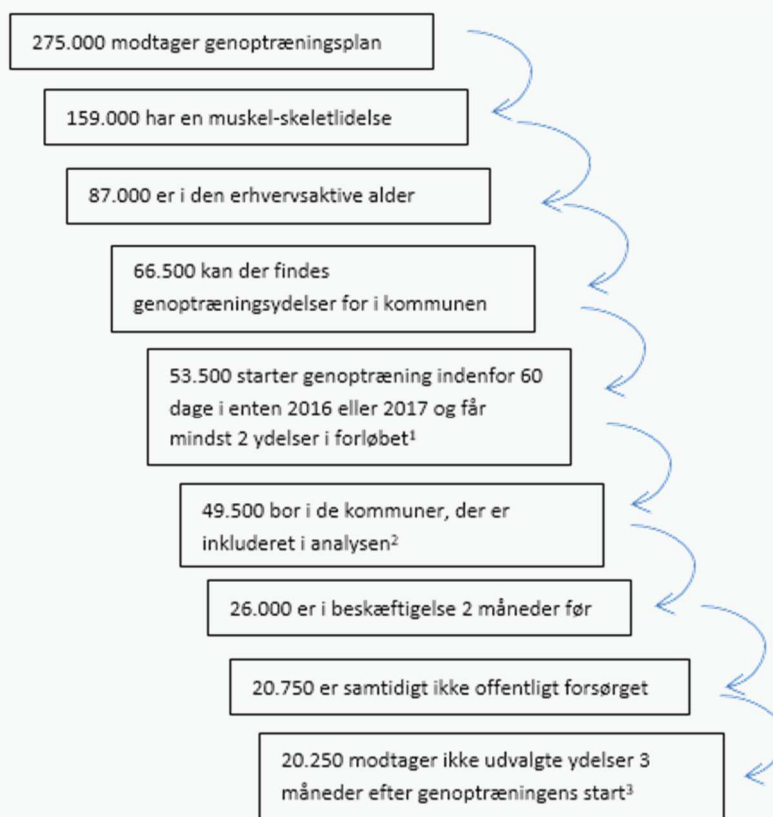 275.000 modtager genoptræningsplan
159.000 har en muskel-skeletlidelse
87.000 er i den erhvervsaktive alder
66.500 kan der findes
genoptræningsydelser for i kommunen
53.500 starter genoptræning indenfor 60
dage i enten 2016 eller 2017 og får
mindst 2 ydelser i forløbet¹
49.500 bor i de kommuner, der er
inkluderet i analysen²
26.000 er i beskæftigelse 2 måneder før
20.750 er samtidigt ikke offentligt forsørget
20.250 modtager ikke udvalgte ydelser 3
måneder efter genoptræningens start³